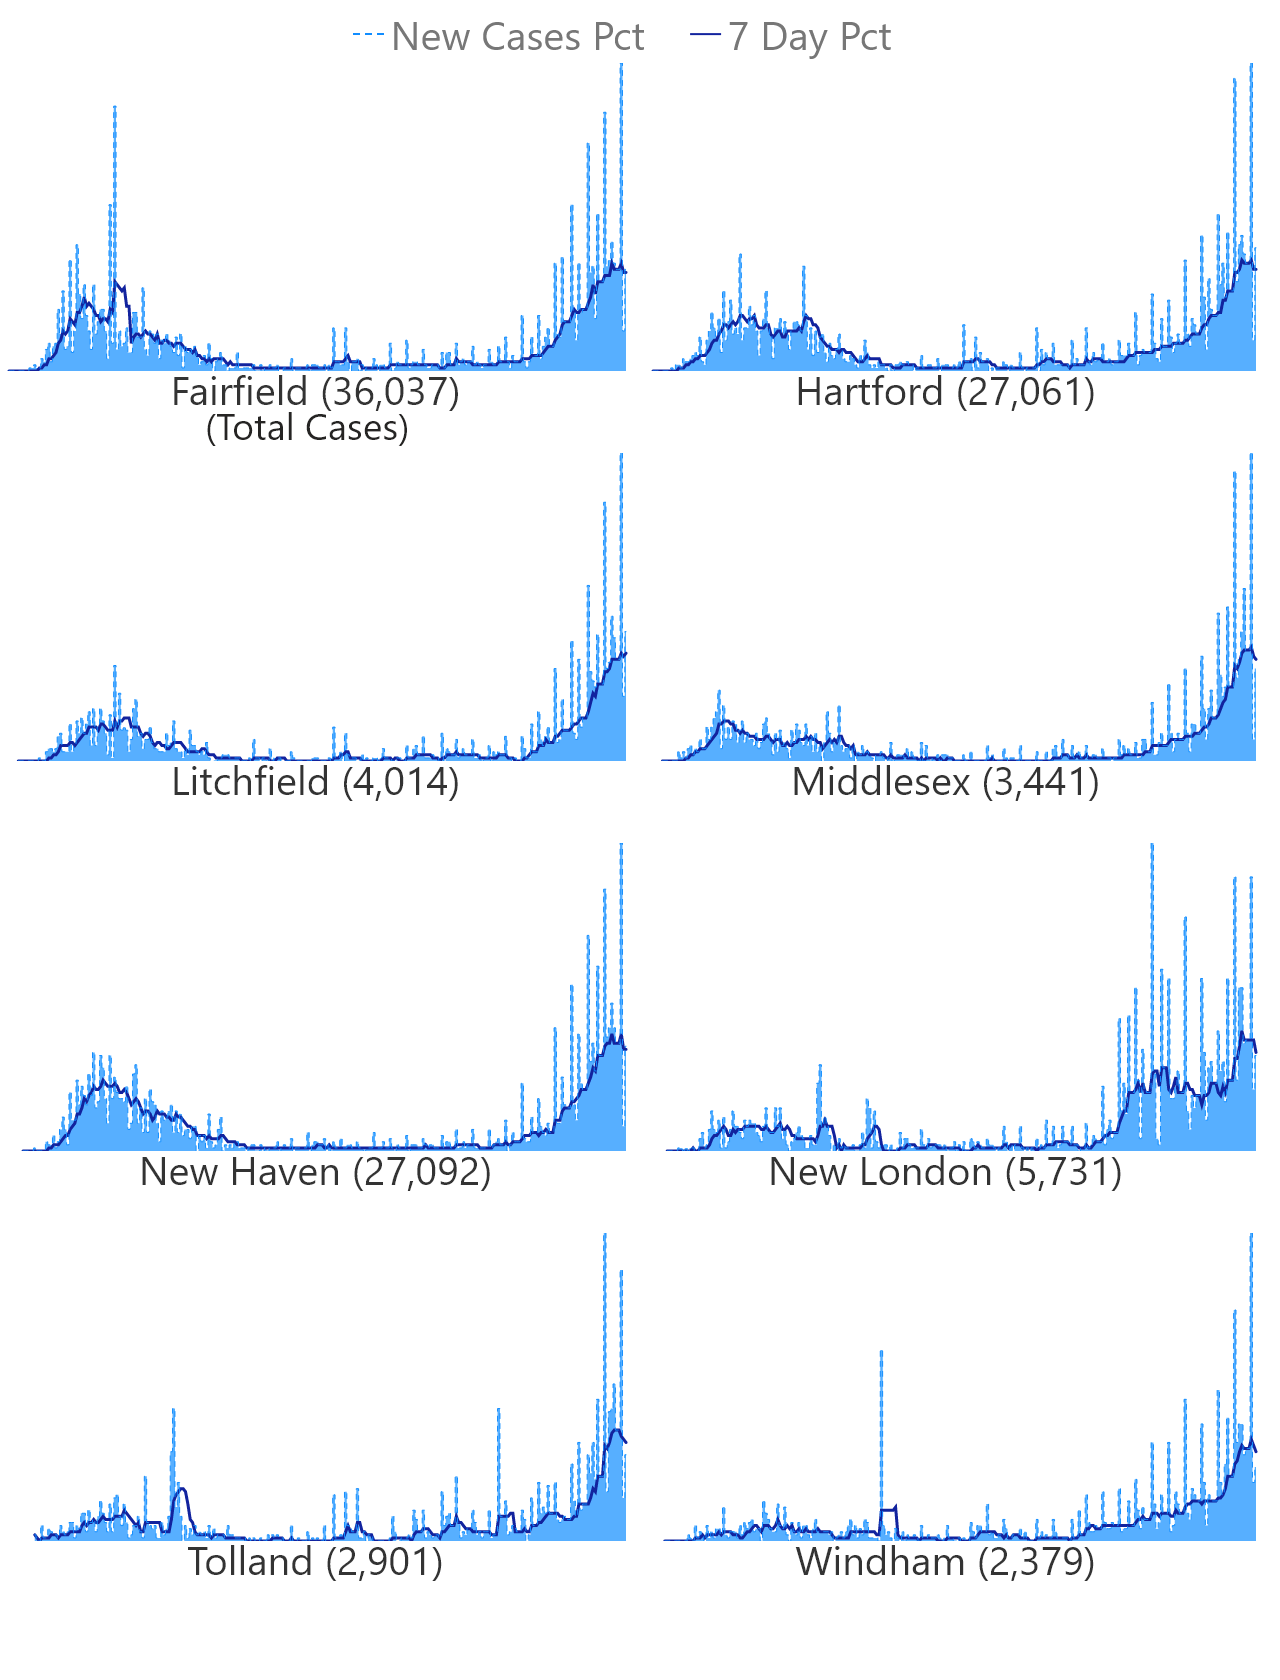 New Cases Pct 7 Day Pct
Fairfield (36,037) Hartford (27,061)
(Total Cases)
Litchfield (4,014) Middlesex (3,441)
New Haven (27,092) New London (5,731)
Tolland (2,901) Windham (2,379)